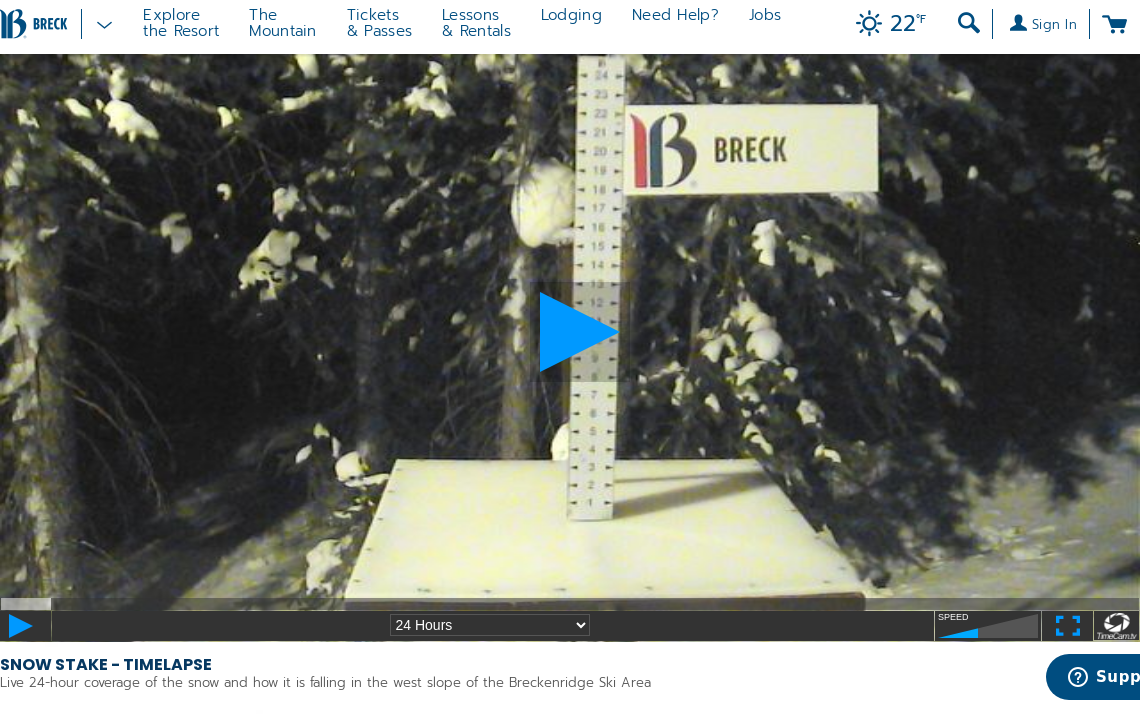 BRECK
Explore
the Resort
The
Mountain
Tickets
& Passes
Lessons
& Rentals
Lodging
Need Help?
Jobs
22°F
Sign In
24
23
22
21
20
19
18
17
16
15
14
13
12
9
8
7
6
5
4
3
2
1
B BRECK
24 Hours
SPEED
TimeCam.tv
SNOW STAKE - TIMELAPSE
Live 24-hour coverage of the snow and how it is falling in the west slope of the Breckenridge Ski Area
Supp